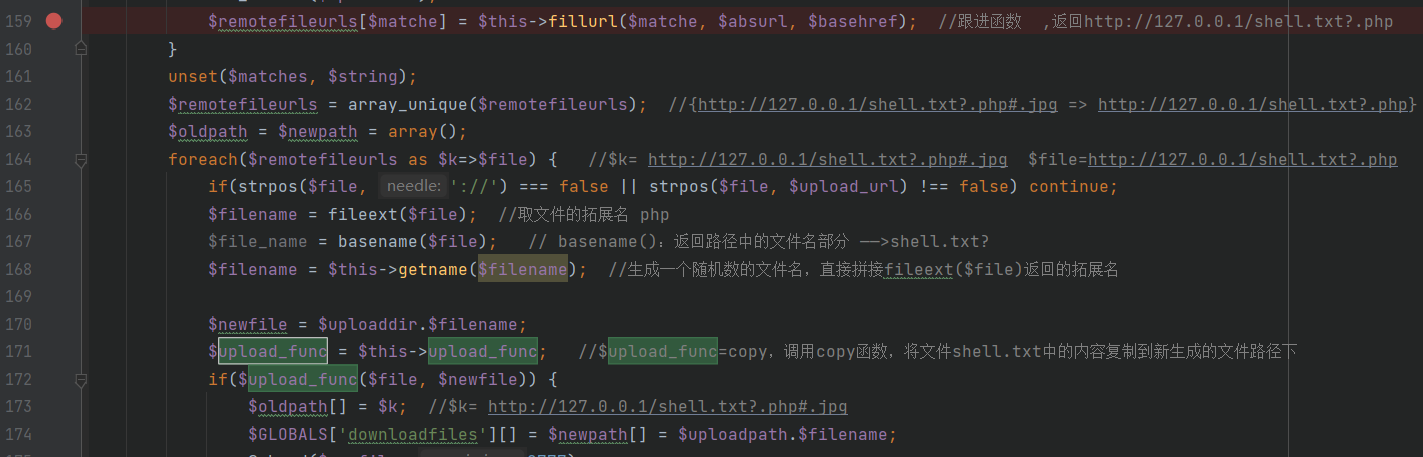 159 $remotefileurls[$matche] = $this->fillurl($matche, $absurl, $basehref);  //跟进函数  ,返回http://127.0.0.1/shell.txt?.php
160 }
161 unset($matches, $string);
162 $remotefileurls = array_unique($remotefileurls);  //{http://127.0.0.1/shell.txt?.php#.jpg => http://127.0.0.1/shell.txt?.php}
163 $oldpath = $newpath = array();
164 foreach($remotefileurls as $k=>$file) {   //$k= http://127.0.0.1/shell.txt?.php#.jpg  $file=http://127.0.0.1/shell.txt?.php
165 if(strpos($file, needle: '://') === false || strpos($file, $upload_url) !== false) continue;
166 $filename = fileext($file);  //取文件的拓展名 php
167 $file_name = basename($file);   // basename()：返回路径中的文件名部分 ——>shell.txt?
168 $filename = $this->getname($filename);  //生成一个随机数的文件名，直接拼接fileext($file)返回的拓展名
169
170 $newfile = $uploaddir.$filename;
171 $upload_func = $this->upload_func;   //$upload_func=copy，调用copy函数，将文件shell.txt中的内容复制到新生成的文件路径下
172 if($upload_func($file, $newfile)) {
173 $oldpath[] = $k;  //$k= http://127.0.0.1/shell.txt?.php#.jpg
174 $GLOBALS['downloadfiles'][] = $newpath[] = $uploadpath.$filename;